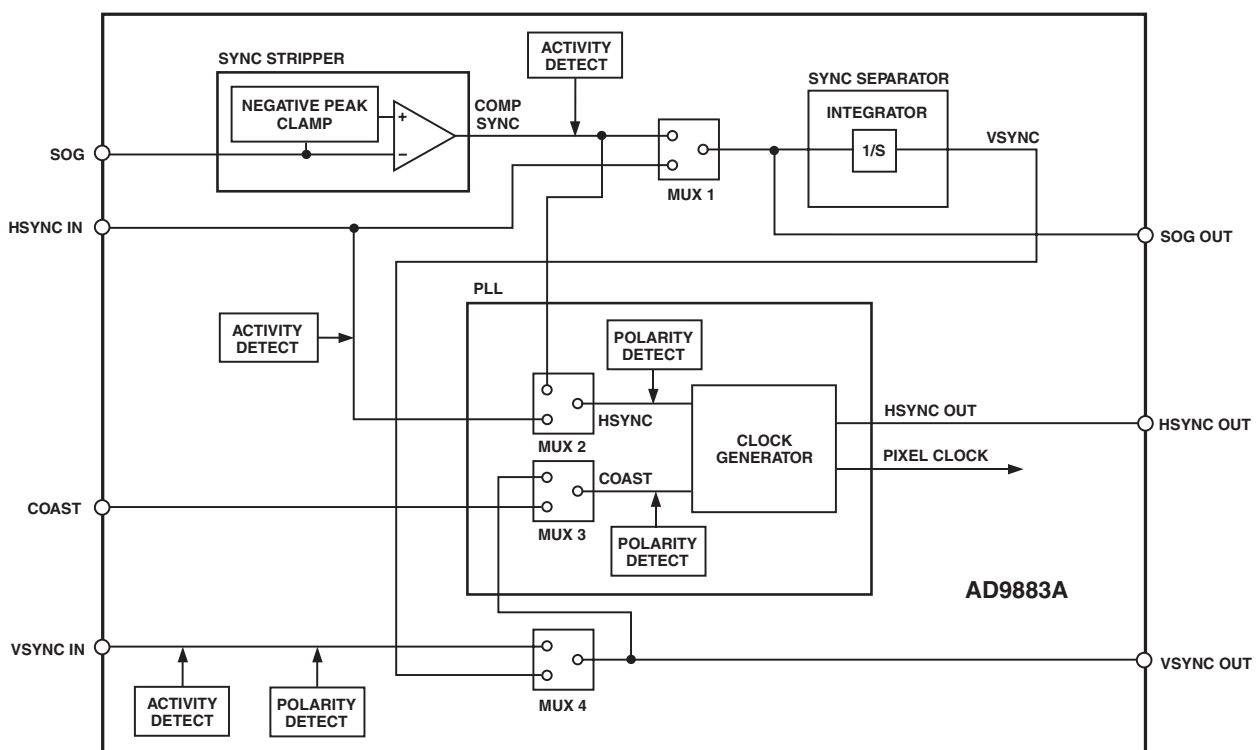 SYNC STRIPPER
ACTIVITY
DETECT
SYNC SEPARATOR
NEGATIVE PEAK
CLAMP
+
−
COMP
SYNC
INTEGRATOR
1/S
VSYNC
SOG
MUX 1
HSYNC IN
SOG OUT
PLL
ACTIVITY
DETECT
POLARITY
DETECT
HSYNC
MUX 2
CLOCK
GENERATOR
HSYNC OUT
HSYNC OUT
PIXEL CLOCK
COAST
COAST
MUX 3
POLARITY
DETECT
AD9883A
VSYNC IN
VSYNC OUT
ACTIVITY
DETECT
POLARITY
DETECT
MUX 4